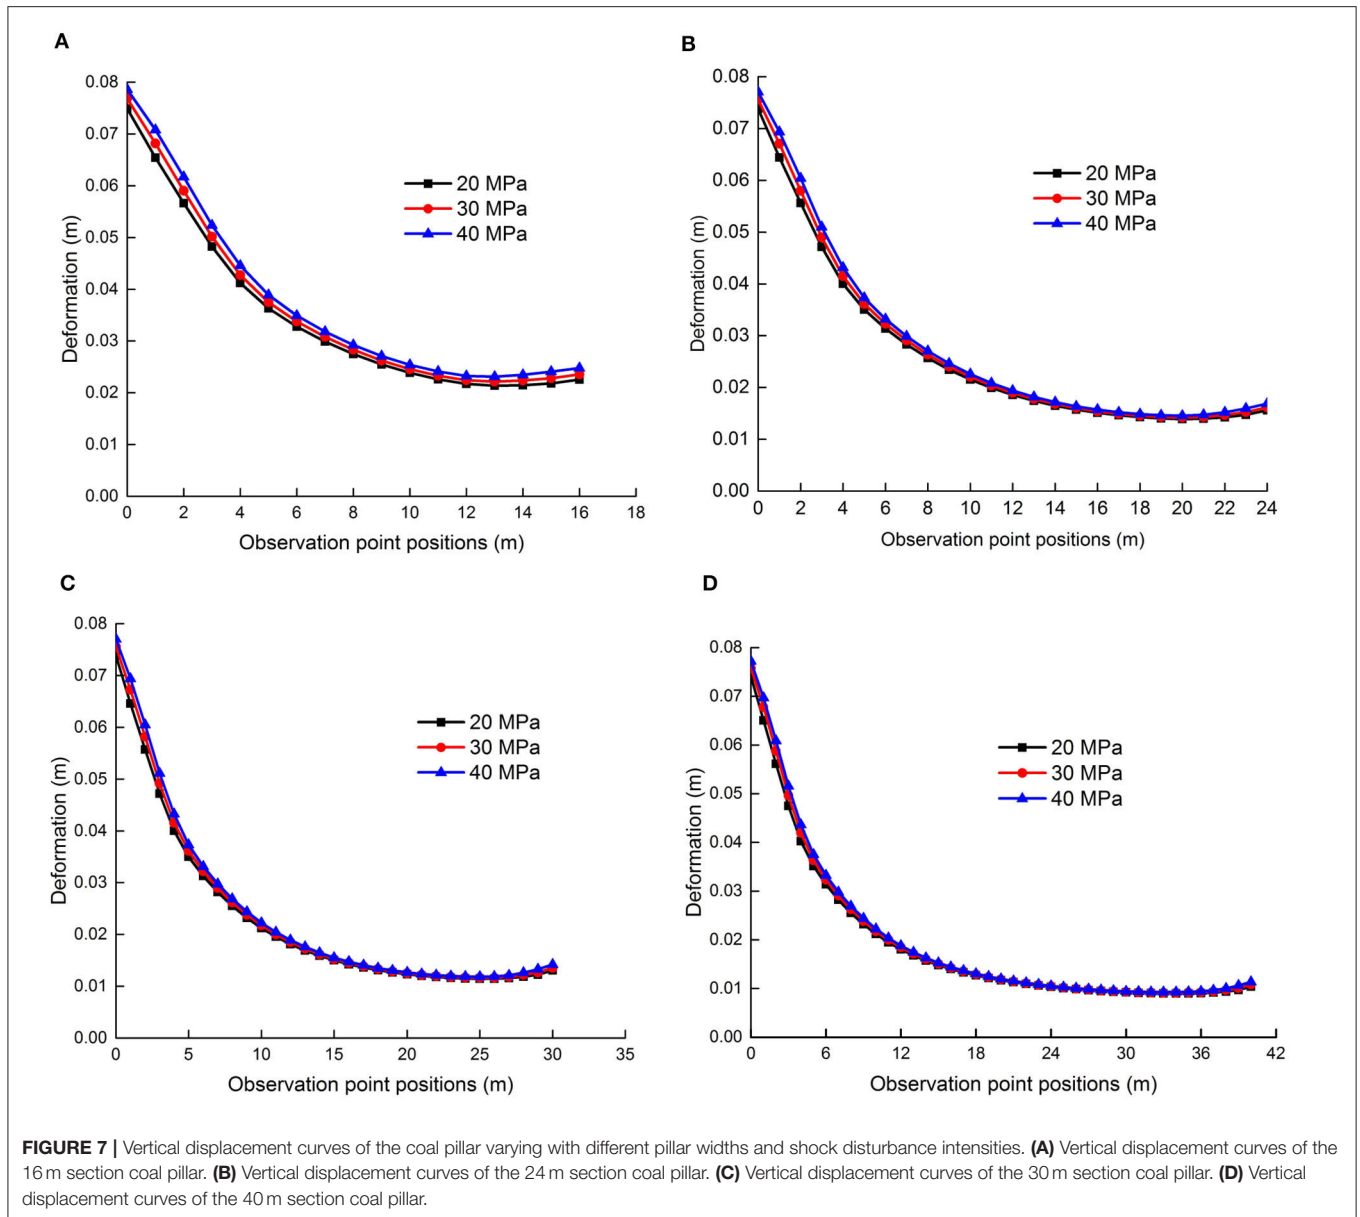 A
0.08
0.07
0.06
0.05
0.04
0.03
0.02
0.01
0.00
Deformation (m)
20 MPa
30 MPa
40 MPa
0 2 4 6 8 10 12 14 16 18
Observation point positions (m)
B
0.08
0.07
0.06
0.05
0.04
0.03
0.02
0.01
0.00
Deformation (m)
20 MPa
30 MPa
40 MPa
0 2 4 6 8 10 12 14 16 18 20 22 24
Observation point positions (m)
C
0.08
0.07
0.06
0.05
0.04
0.03
0.02
0.01
0.00
Deformation (m)
20 MPa
30 MPa
40 MPa
0 5 10 15 20 25 30 35
Observation point positions (m)
D
0.08
0.07
0.06
0.05
0.04
0.03
0.02
0.01
0.00
Deformation (m)
20 MPa
30 MPa
40 MPa
0 6 12 18 24 30 36 42
Observation point positions (m)
FIGURE 7 | Vertical displacement curves of the coal pillar varying with different pillar widths and shock disturbance intensities. (A) Vertical displacement curves of the
16 m section coal pillar. (B) Vertical displacement curves of the 24 m section coal pillar. (C) Vertical displacement curves of the 30 m section coal pillar. (D) Vertical
displacement curves of the 40 m section coal pillar.